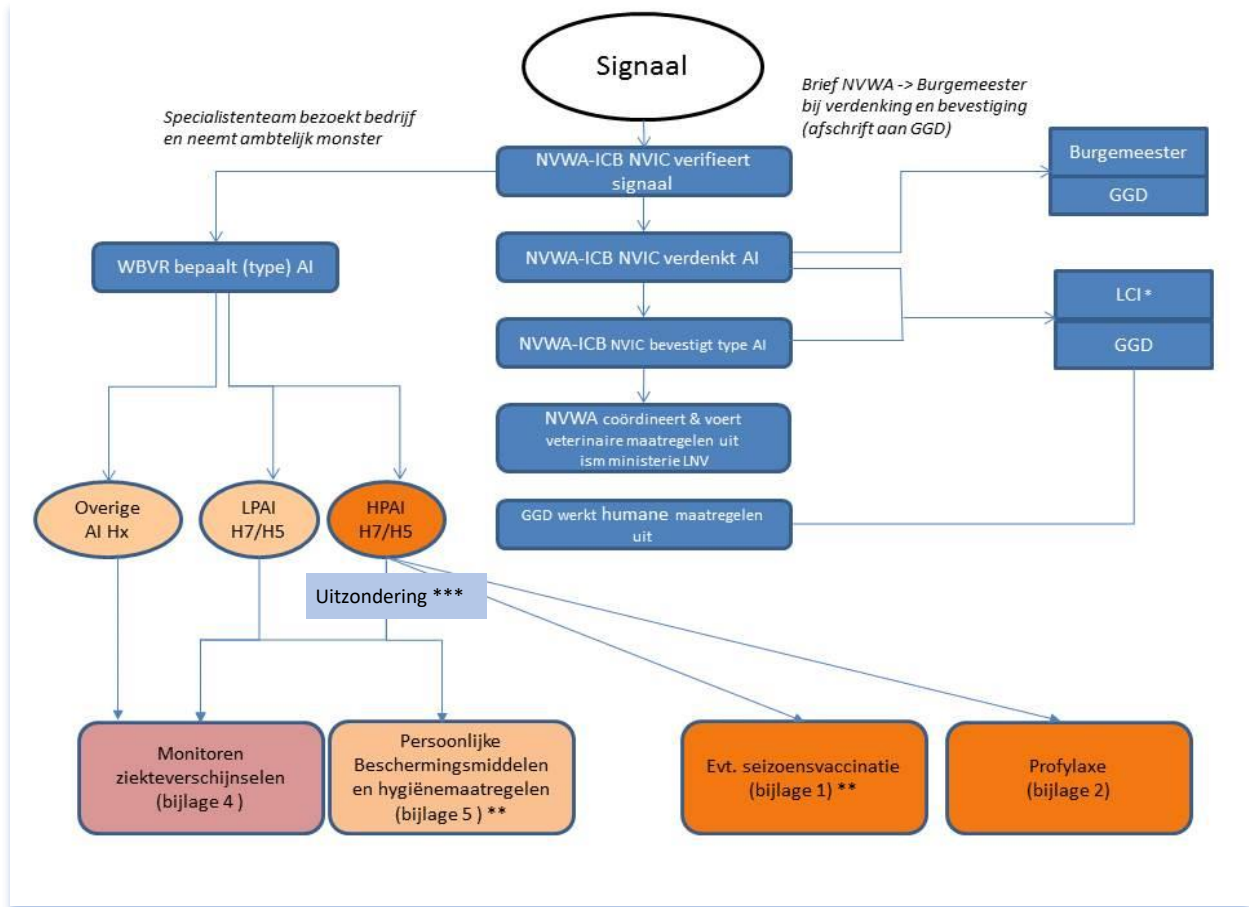 Signaal
Specialistenteam bezoekt bedrijf
en neemt ambtelijk monster
Brief NVWA -> Burgemeester
bij verdenking en bevestiging
(afschrift aan GGD)
NVWA-ICB NVIC verifieert
signaal
Burgemeester
GGD
WBVR bepaalt (type) AI
NVWA-ICB NVIC verdenkt AI
LCI *
GGD
NVWA-ICB NVIC bevestigt type AI
NVWA coördineert & voert
veterinaire maatregelen uit
ism ministerie LNV
Overige
AI Hx
LPAI
H7/H5
HPAI
H7/H5
GGD werkt humane maatregelen
uit
Uitzondering ***
Monitoren
ziekteverschijnselen
(bijlage 4 )
Persoonlijke
Beschermingsmiddelen
en hygiënemaatregelen
(bijlage 5 ) **
Evt. seizoensvaccinatie
(bijlage 1) **
Profylaxe
(bijlage 2)